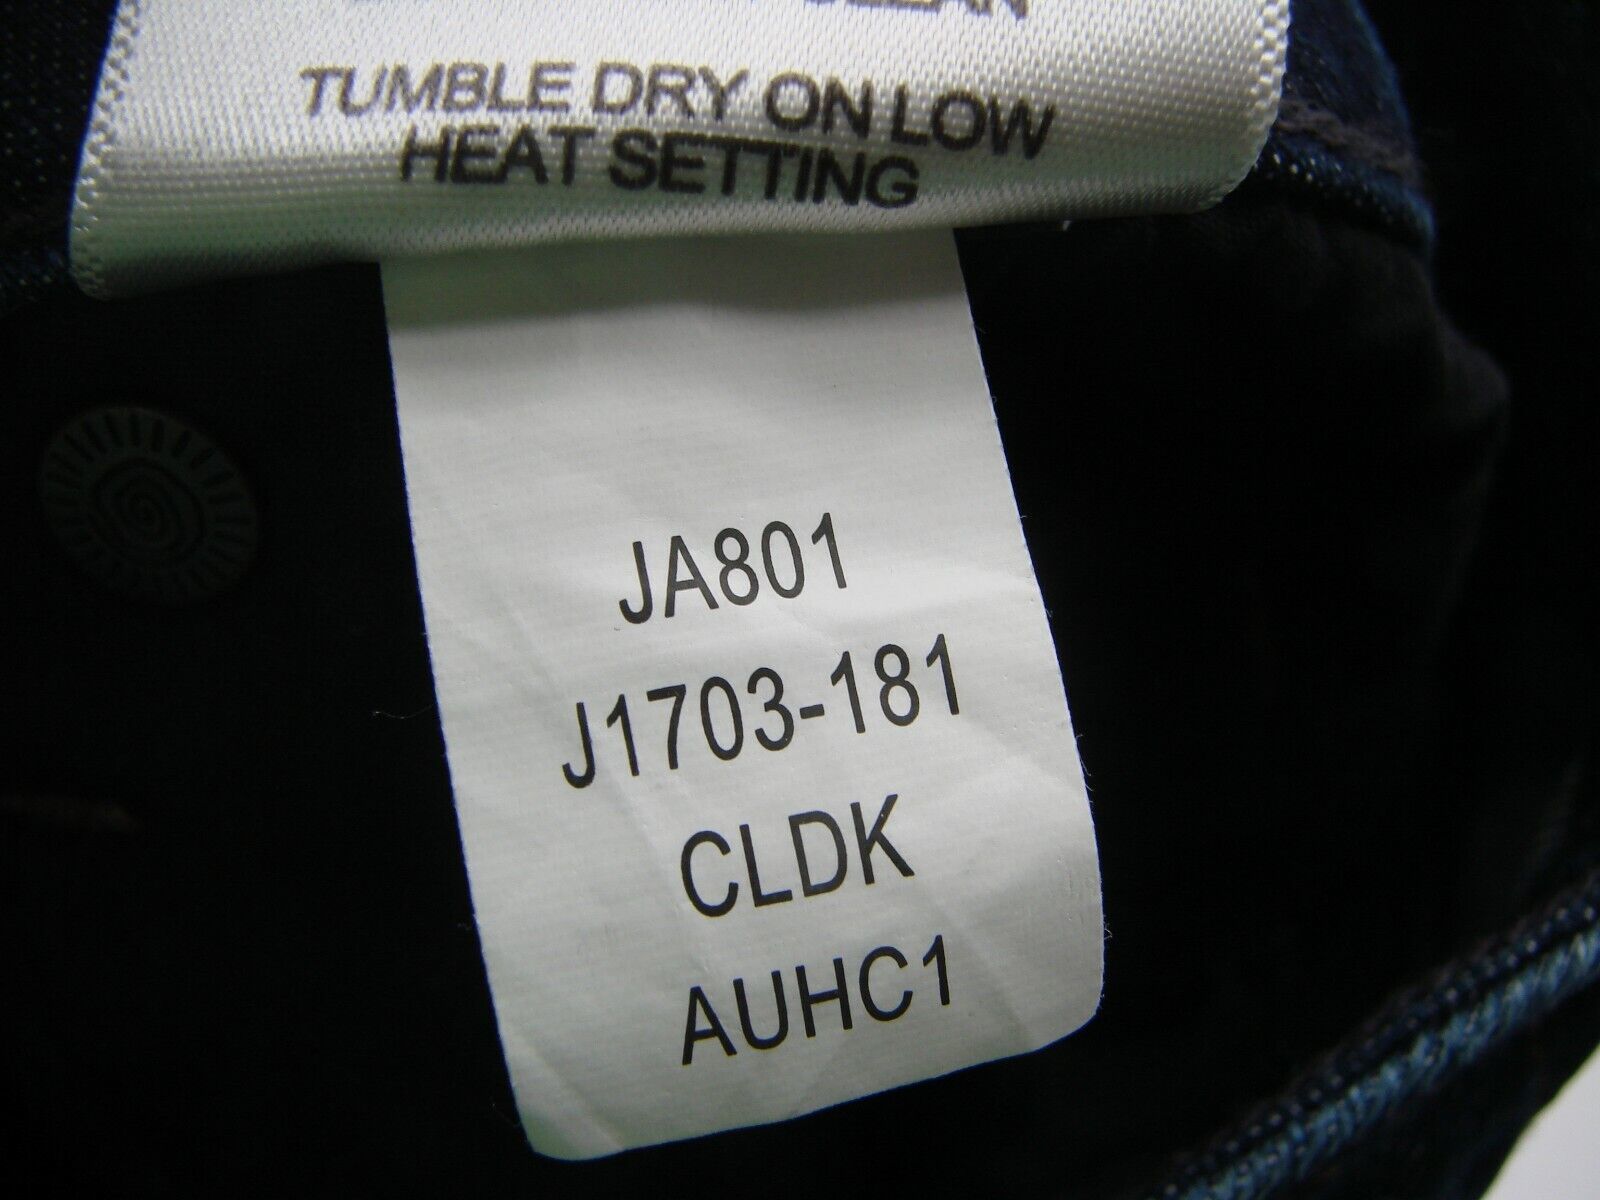 TUMBLE DRY ON LOW
HEAT SETTING
JA801
J1703-181
CLDK
AUHC1